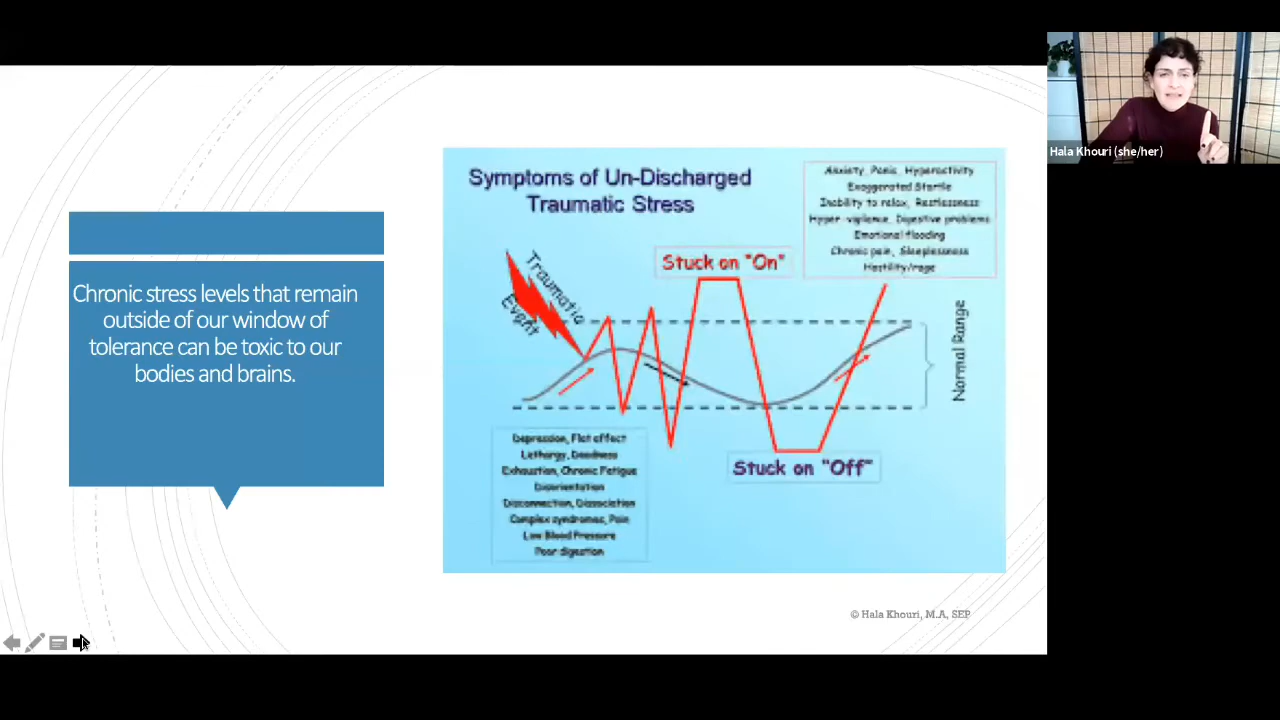 Chronic stress levels that remain
outside of our window of
tolerance can be toxic to our
bodies and brains.
Symptoms of Un-Discharged
Traumatic Stress
Traumatic
Event
Stuck on "On"
Anxiety, Panic, Hyperactivity
Exaggerated Startle
Inability to relax, Restlessness
Hyper-vigilance, Digestive problems
Emotional flooding
Chronic pain, Sleeplessness
Hostility/rage
Normal Range
Depression, Flat affect
Lethargy, Deadness
Exhaustion, Chronic Fatigue
Disorientation
Disconnection, Dissociation
Complex syndromes, Pain
Low Blood Pressure
Poor digestion
Stuck on "Off"
© Hala Khouri, M.A, SEP
Hala Khouri (she/her)